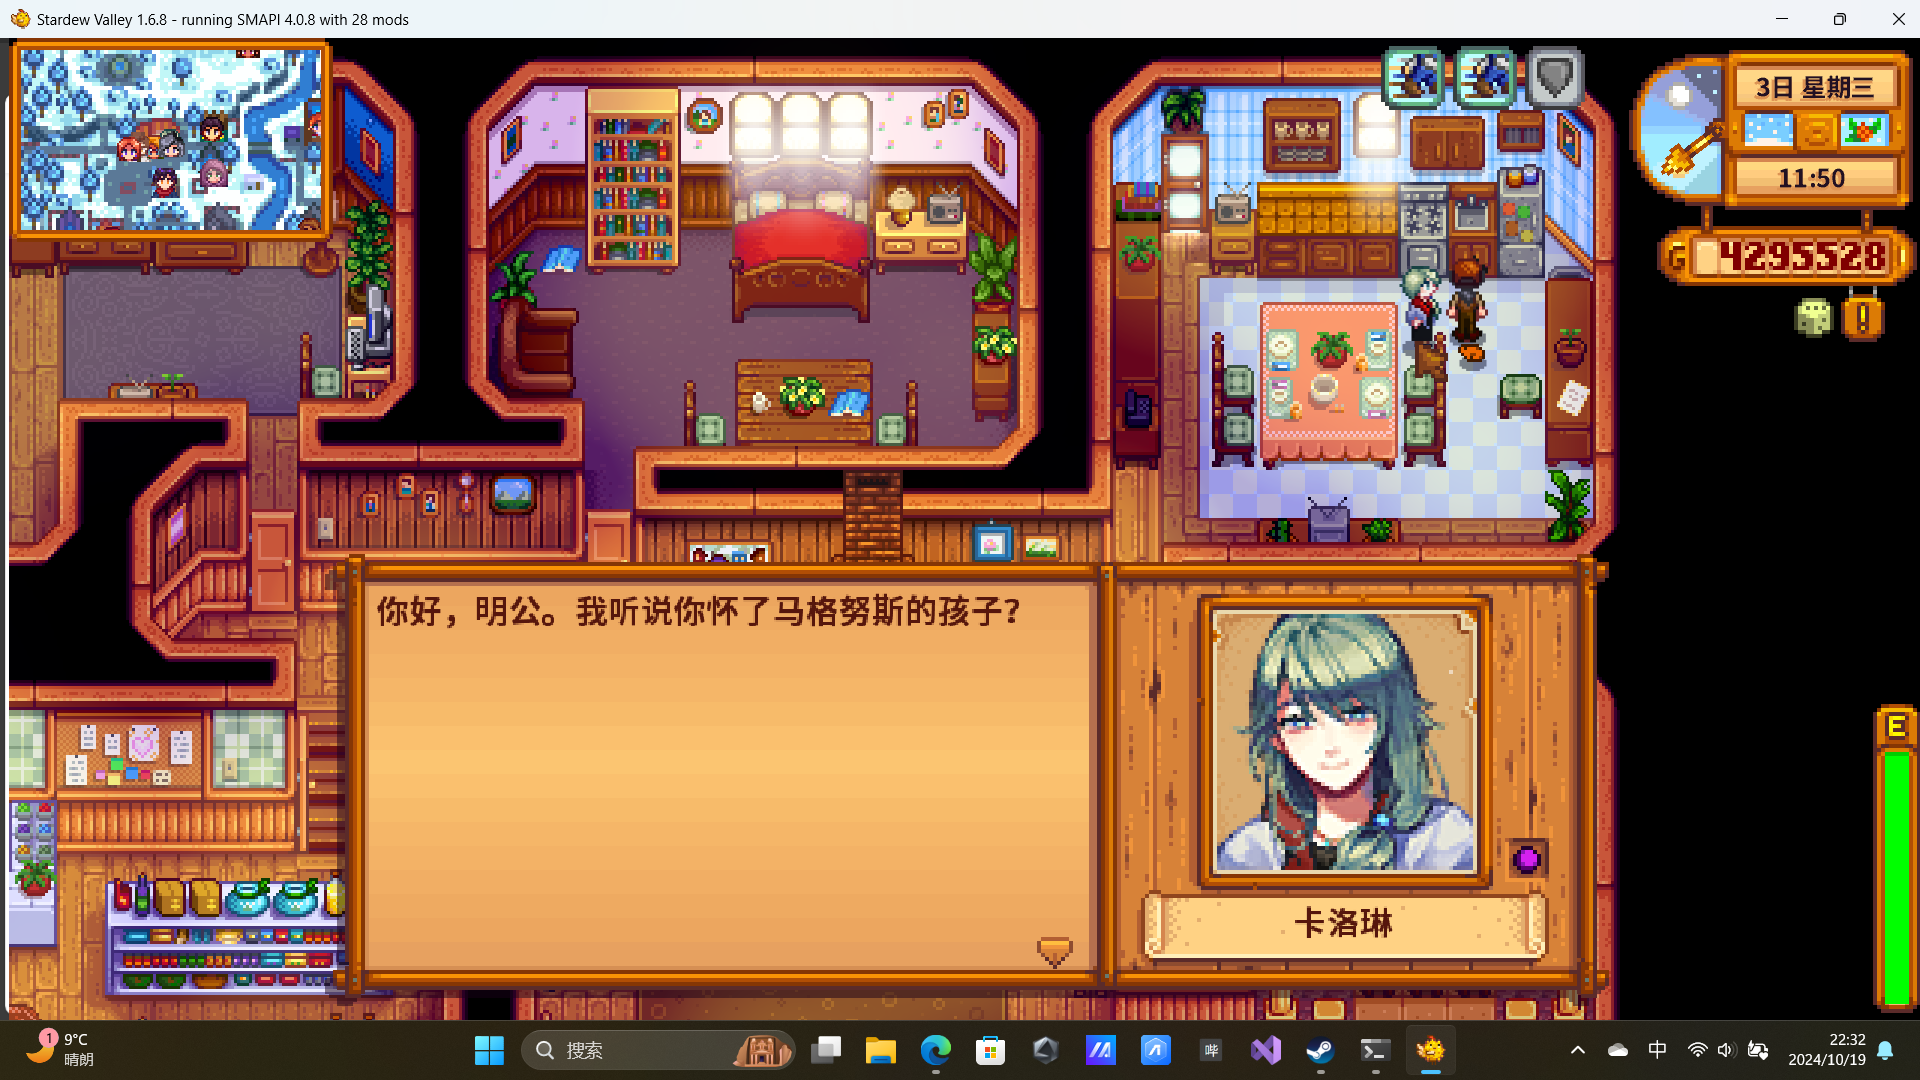 Stardew Valley 1.6.8 - running SMAPI 4.0.8 with 28 mods
3日 星期三
11:50
G 4295528
你好，明公。我听说你怀了马格努斯的孩子？
卡洛琳
E
1
9°C
晴朗
搜索
哔
中
22:32
2024/10/19